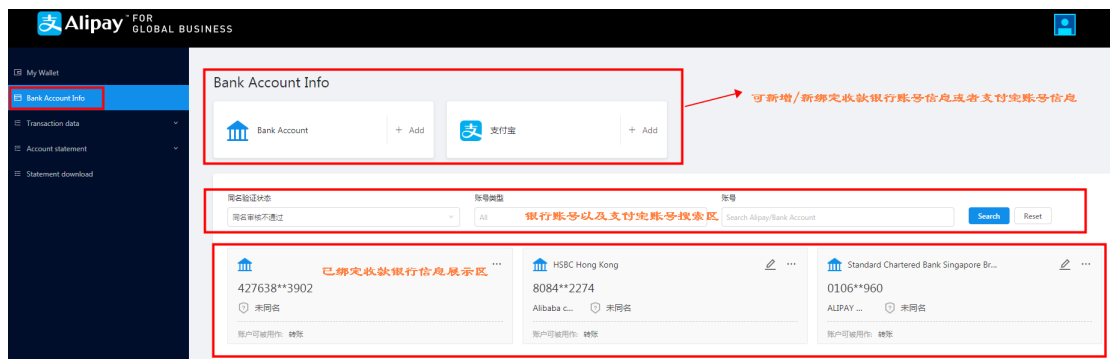 支 Alipay™ FOR
GLOBAL BUSINESS
My Wallet
Bank Account Info
Transaction data
Account statement
Statement download
Bank Account Info
Bank Account
+ Add
支
支付宝
+ Add
可新增/新绑定收款银行账号信息或者支付宝账号信息
同名验证状态
账号类型
账号
同名审核不通过
All
银行账号以及支付宝账号搜索区
Search Alipay/Bank Account
Search
Reset
已绑定收款银行信息展示区
···
427638**3902
未同名
账户可被用作: 转账
HSBC Hong Kong
···
8084**2274
Alibaba c...
未同名
账户可被用作: 转账
Standard Chartered Bank Singapore Br...
···
0106**960
ALIPAY ...
未同名
账户可被用作: 转账